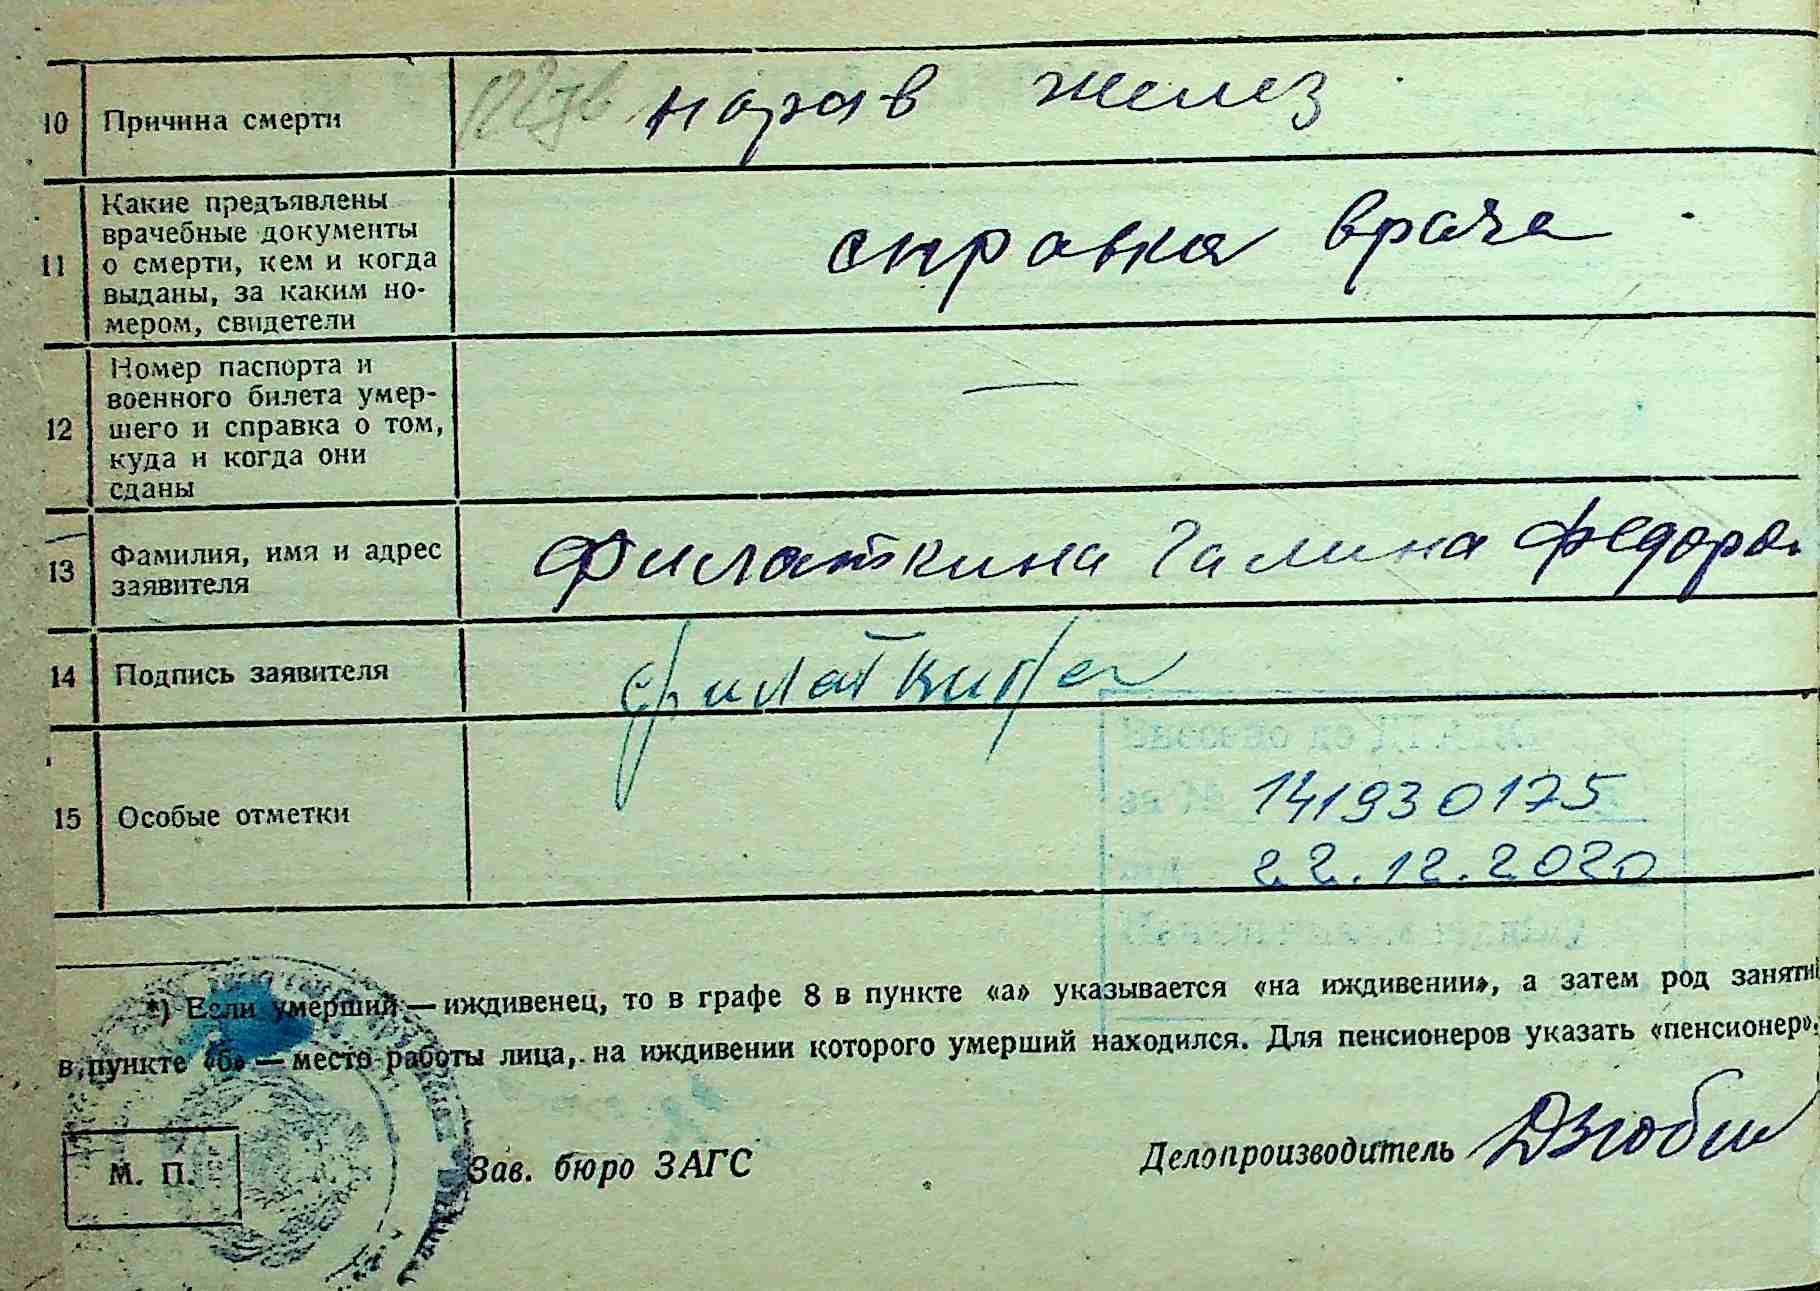 10 Причина смерти
железа
11 Какие предъявлены
врачебные документы
о смерти, кем и когда
выданы, за каким но-
мером, свидетели
справка врача
12 Номер паспорта и
военного билета умер-
шего и справка о том,
куда и когда они
сданы
—
13 Фамилия, имя и адрес
заявителя
Филаткина Галина Федоров
14 Подпись заявителя
Филаткина
15 Особые отметки
141930175
22.12.2020
*) Если умерший — иждивенец, то в графе 8 в пункте «а» указывается «на иждивении», а затем род заняти
в пункте «б» — место работы лица, на иждивении которого умерший находился. Для пенсионеров указать «пенсионер».
М. П.
Зав. бюро ЗАГС
Делопроизводитель